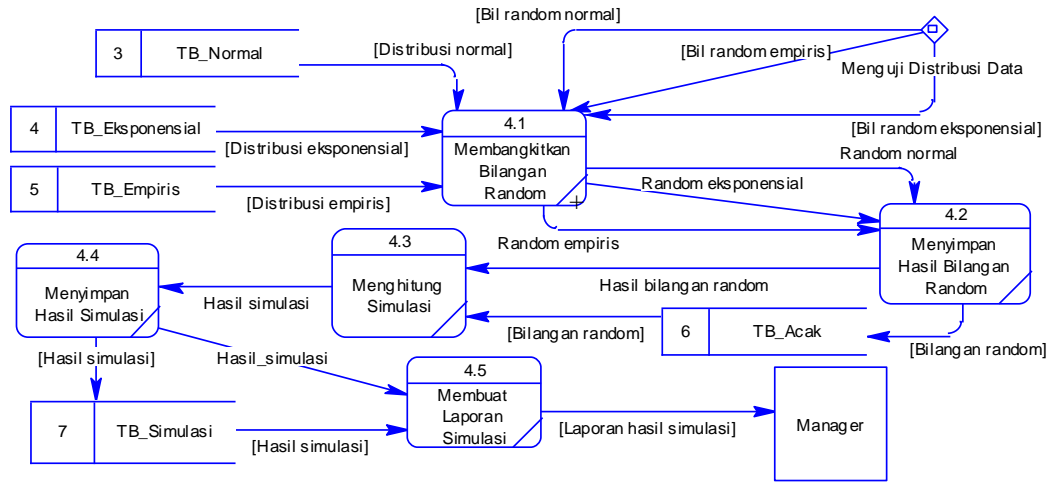 [Bil random normal]
3
TB_Normal
[Distribusi normal]
[Bil random empiris]
Menguji Distribusi Data
4
TB_Eksponensial
[Distribusi eksponensial]
4.1
Membangkitkan
Bilangan
Random
[Bil random eksponensial]
Random normal
5
TB_Empiris
[Distribusi empiris]
Random eksponensial
Random empiris
4.2
Menyimpan
Hasil Bilangan
Random
4.4
Menyimpan
Hasil Simulasi
Hasil simulasi
4.3
Menghitung
Simulasi
Hasil bilangan random
[Bilangan random]
6
TB_Acak
[Bilangan random]
[Hasil simulasi]
Hasil_simulasi
4.5
Membuat
Laporan
Simulasi
7
TB_Simulasi
[Hasil simulasi]
[Laporan hasil simulasi]
Manager